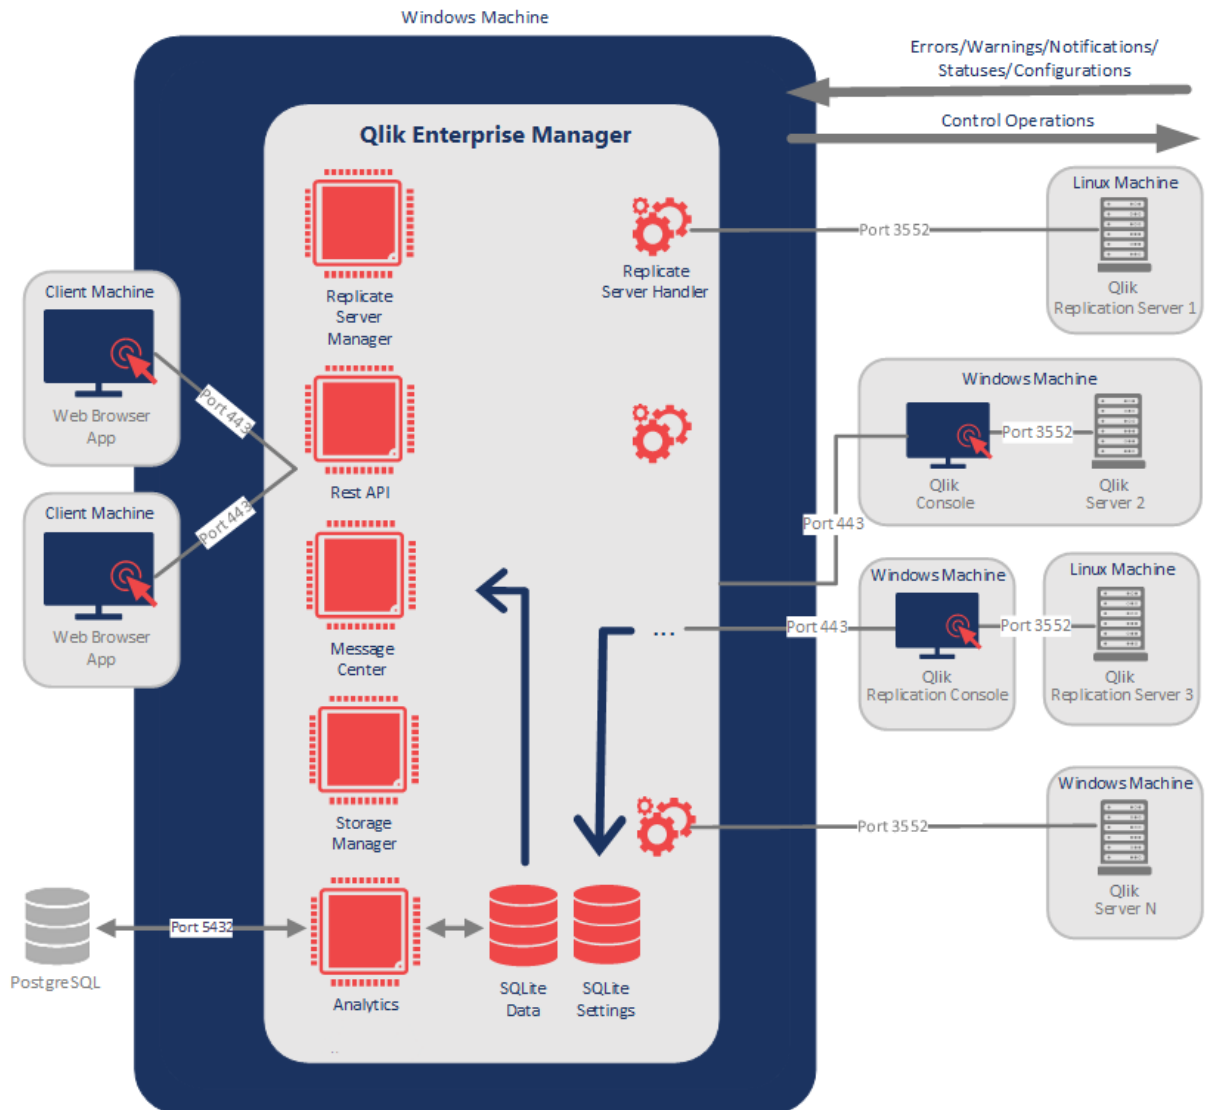 Windows Machine
Errors/Warnings/Notifications/
Statuses/Configurations
Control Operations
Qlik Enterprise Manager
Replicate
Server
Manager
Replicate
Server Handler
Port 3552
Linux Machine
Qlik
Replication Server 1
Client Machine
Web Browser
App
Port 443
Client Machine
Web Browser
App
Port 443
Rest API
Windows Machine
Qlik
Console
Port 3552
Qlik
Server 2
Port 443
Message
Center
...
Port 443
Windows Machine
Qlik
Replication Console
Port 3552
Linux Machine
Qlik
Replication Server 3
Storage
Manager
Port 3552
Windows Machine
Qlik
Server N
PostgreSQL
Port 5432
Analytics
SQLite
Data
SQLite
Settings
..